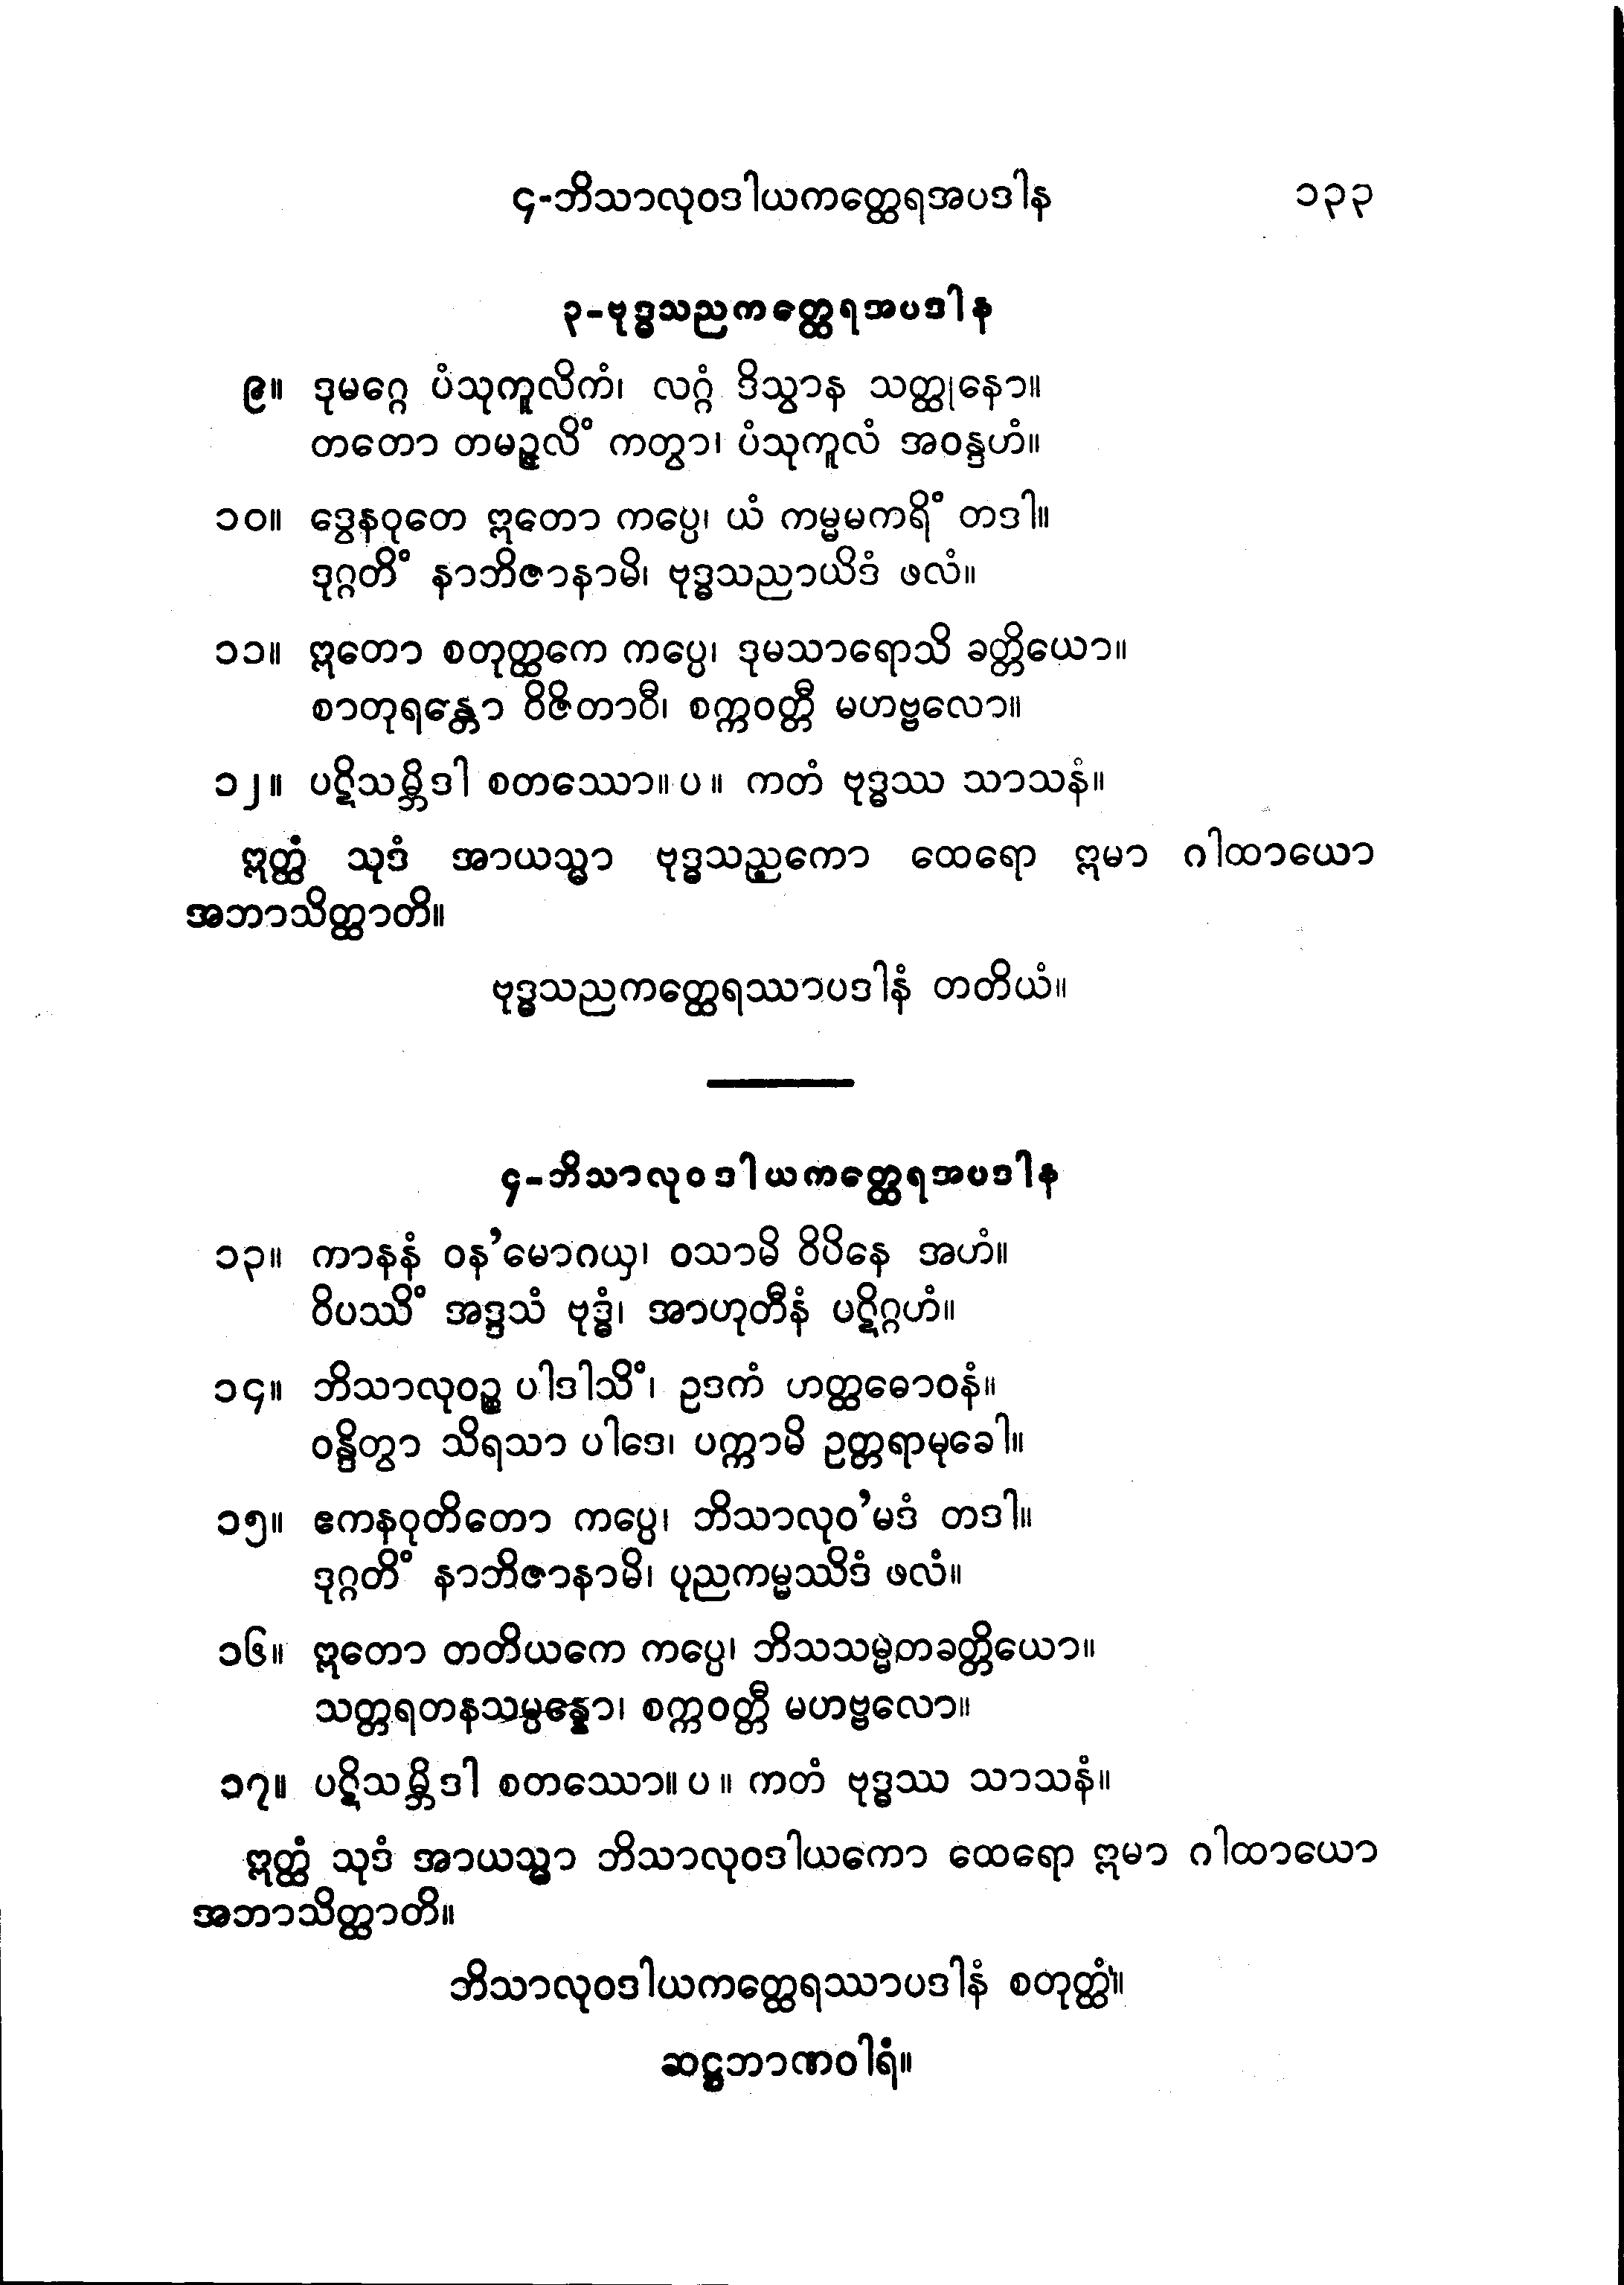 ၄-ဘိသာလုဝဒါယကတ္ထေရအပဒါန ၁၃၃
၃-ဗုဒ္ဓသညကတ္ထေရအပဒါန
၉။ ဒုမဂ္ဂေ ပံသုကူလိကံ၊ လဂ္ဂံ ဒိသွာန သတ္ထုနော။
တတော တမဉ္ဇလိံ ကတွာ၊ ပံသုကူလံ အဝန္ဒဟံ။
၁၀။ ဒွေနဝုတေ ဣတော ကပ္ပေ၊ ယံ ကမ္မမကရိံ တဒါ။
ဒုဂ္ဂတိံ နာဘိဇာနာမိ၊ ဗုဒ္ဓသညာယိဒံ ဖလံ။
၁၁။ ဣတော စတုတ္ထကေ ကပ္ပေ၊ ဒုမသာရောသိ ခတ္တိယော။
စာတုရန္တော ဝိဇိတာဝီ၊ စက္ကဝတ္တီ မဟဗ္ဗလော။
၁၂။ ပဋိသမ္ဘိဒါ စတဿော။ ပ။ ကတံ ဗုဒ္ဓဿ သာသနံ။
ဣတ္ထံ သုဒံ အာယသ္မာ ဗုဒ္ဓသညကော ထေရော ဣမာ ဂါထာယော
အဘာသိတ္ထာတိ။
ဗုဒ္ဓသညကတ္ထေရဿာပဒါနံ တတိယံ။
၄-ဘိသာလုဝဒါယကတ္ထေရအပဒါန
၁၃။ ကာနနံ ဝန’မောဂယှ၊ ဝသာမိ ဝိပိနေ အဟံ။
ဝိပဿိံ အဒ္ဒသံ ဗုဒ္ဓံ၊ အာဟုတီနံ ပဋိဂ္ဂဟံ။
၁၄။ ဘိသာလုဝဉ္စ ပါဒါသိံ၊ ဥဒကံ ဟတ္ထဓောဝနံ။
ဝန္ဒိတွာ သိရသာ ပါဒေ၊ ပက္ကာမိ ဥတ္တရာမုခေါ။
၁၅။ ဧကနဝုတိတော ကပ္ပေ၊ ဘိသာလုဝ’မဒံ တဒါ။
ဒုဂ္ဂတိံ နာဘိဇာနာမိ၊ ပုညကမ္မဿိဒံ ဖလံ။
၁၆။ ဣတော တတိယကေ ကပ္ပေ၊ ဘိသသမ္မတခတ္တိယော။
သတ္တရတနသမ္ပန္နော၊ စက္ကဝတ္တီ မဟဗ္ဗလော။
၁၇။ ပဋိသမ္ဘိဒါ စတဿော။ ပ။ ကတံ ဗုဒ္ဓဿ သာသနံ။
ဣတ္ထံ သုဒံ အာယသ္မာ ဘိသာလုဝဒါယကော ထေရော ဣမာ ဂါထာယော
အဘာသိတ္ထာတိ။
ဘိသာလုဝဒါယကတ္ထေရဿာပဒါနံ စတုတ္ထံ။
ဆဋ္ဌဘာဏဝါရံ။